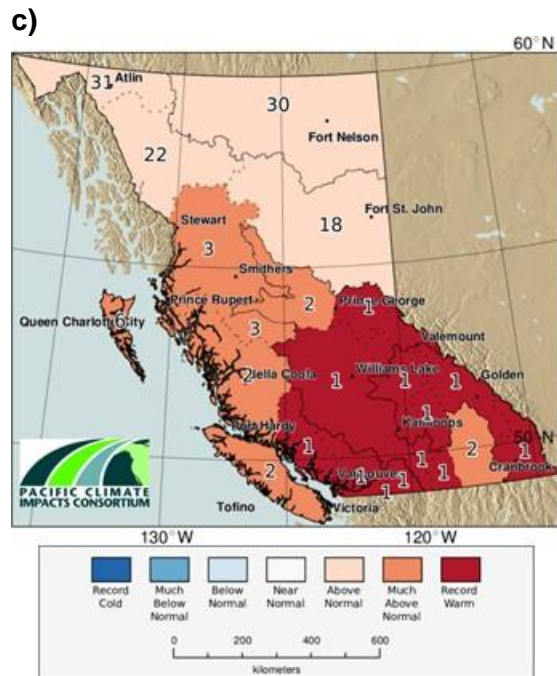 c)
60°N
31 Atlin
30
Fort Nelson
22
18
Fort St. John
Stewart
3
Smithers
2
Prince Rupert
Prince George
1
Queen Charlotte City
6
3
Valemount
2
Bella Coola
1
Williams Lake
1
1
Golden
1
Kamloops
Port Hardy
50°N
1
2
1
1
Cranbrook
PACIFIC CLIMATE
IMPACTS CONSORTIUM
2
Vancouver
1
1
1
1
Tofino
Victoria
130°W
120°W
Record
Cold
Much
Below
Normal
Below
Normal
Near
Normal
Above
Normal
Much
Above
Normal
Record
Warm
0
200
400
600
kilometers